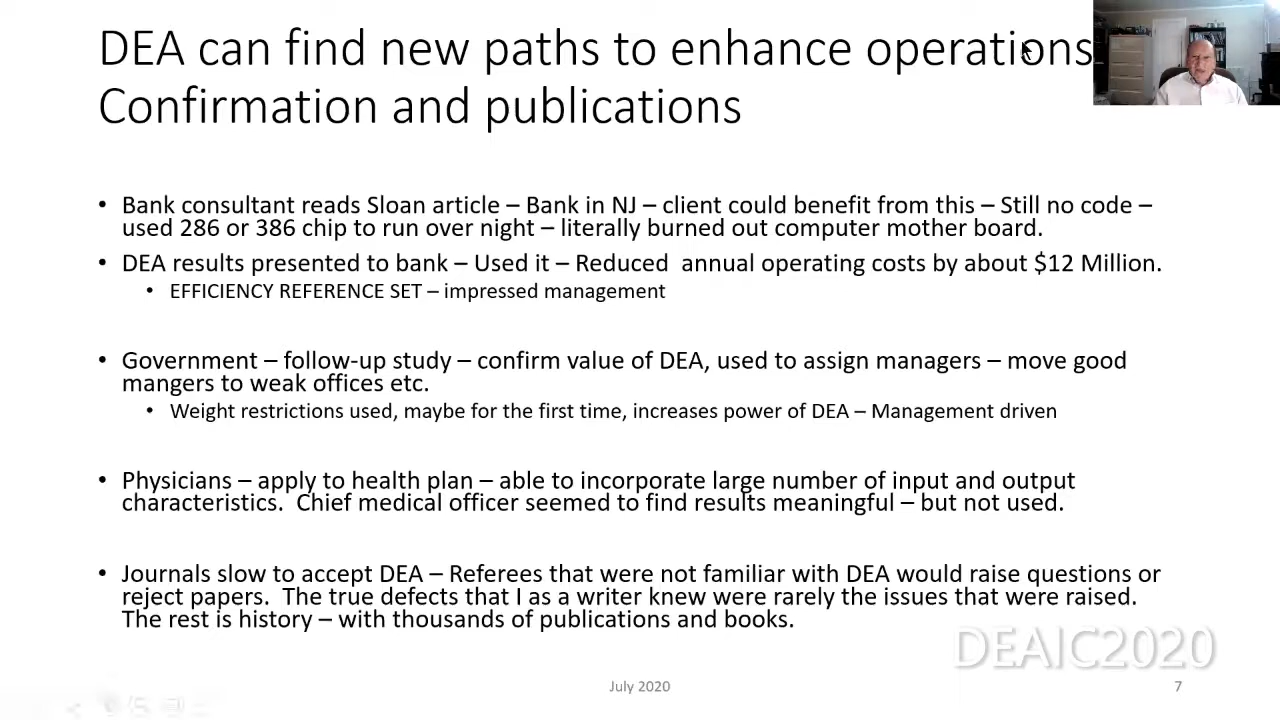 DEA can find new paths to enhance operations
Confirmation and publications
• Bank consultant reads Sloan article – Bank in NJ – client could benefit from this – Still no code –
used 286 or 386 chip to run over night – literally burned out computer mother board.
• DEA results presented to bank – Used it – Reduced  annual operating costs by about $12 Million.
• EFFICIENCY REFERENCE SET – impressed management
• Government – follow-up study – confirm value of DEA, used to assign managers – move good
mangers to weak offices etc.
• Weight restrictions used, maybe for the first time, increases power of DEA – Management driven
• Physicians – apply to health plan – able to incorporate large number of input and output
characteristics.  Chief medical officer seemed to find results meaningful – but not used.
• Journals slow to accept DEA – Referees that were not familiar with DEA would raise questions or
reject papers.  The true defects that I as a writer knew were rarely the issues that were raised.
The rest is history – with thousands of publications and books.
DEAIC2020
July 2020
7